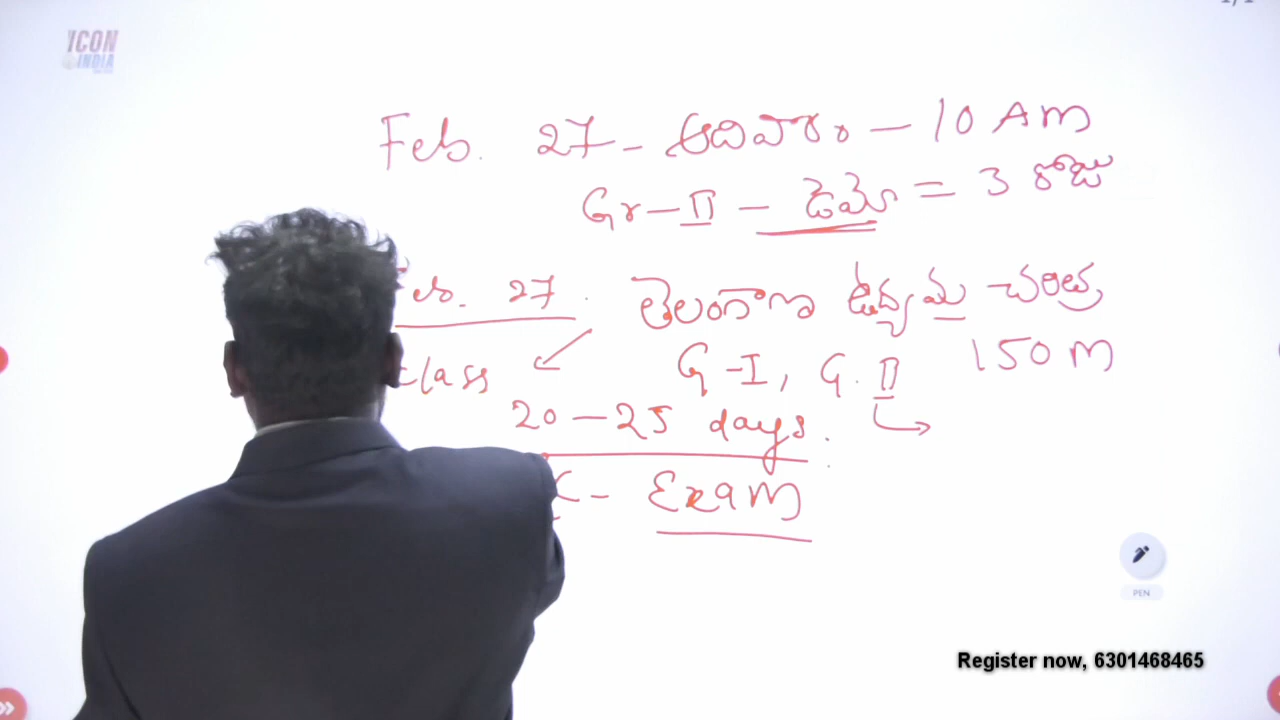 ICON
INDIA
Feb. 27 - ఆదివారం - 10 AM
Gr-II - డెమో = 3 రోజు
Feb. 27. తెలంగాణ ఉద్యమ చరిత్ర
class G-I, G.II 150 M
20-25 days.
- Exam
PEN
Register now, 6301468465